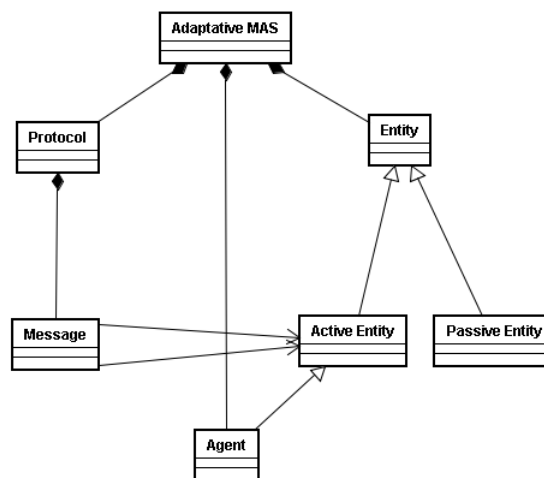 Adaptative MAS
Protocol
Entity
Message
Active Entity
Passive Entity
Agent